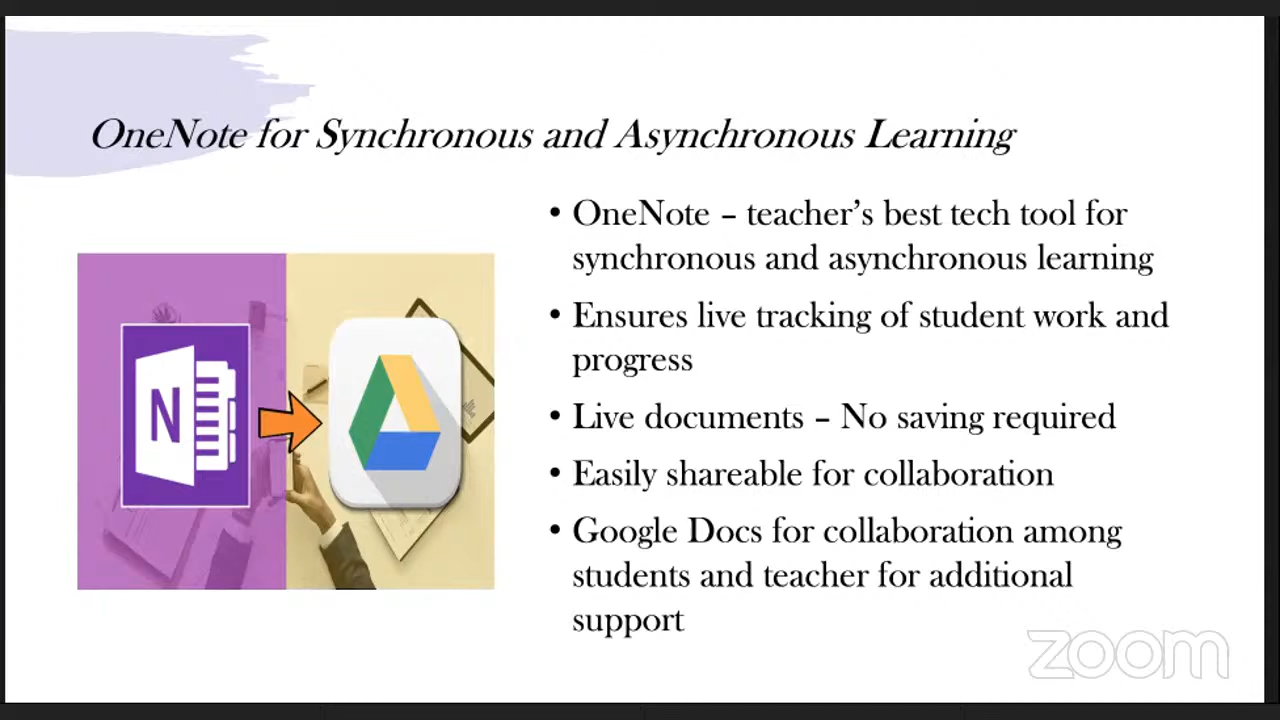 OneNote for Synchronous and Asynchronous Learning
• OneNote – teacher’s best tech tool for
synchronous and asynchronous learning
• Ensures live tracking of student work and
progress
• Live documents – No saving required
• Easily shareable for collaboration
• Google Docs for collaboration among
students and teacher for additional
support
N
zoom